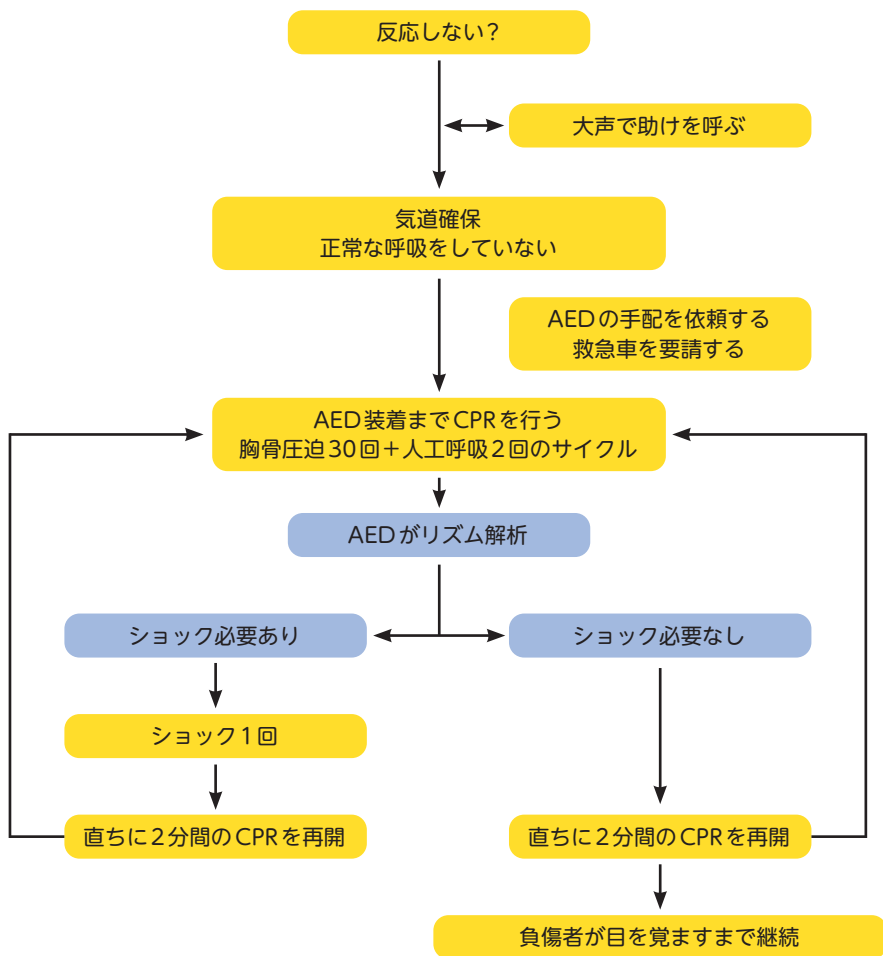 反応しない？
大声で助けを呼ぶ
気道確保
正常な呼吸をしていない
AEDの手配を依頼する
救急車を要請する
AED装着までCPRを行う
胸骨圧迫30回＋人工呼吸2回のサイクル
AEDがリズム解析
ショック必要あり
ショック必要なし
ショック1回
直ちに2分間のCPRを再開
直ちに2分間のCPRを再開
負傷者が目を覚ますまで継続